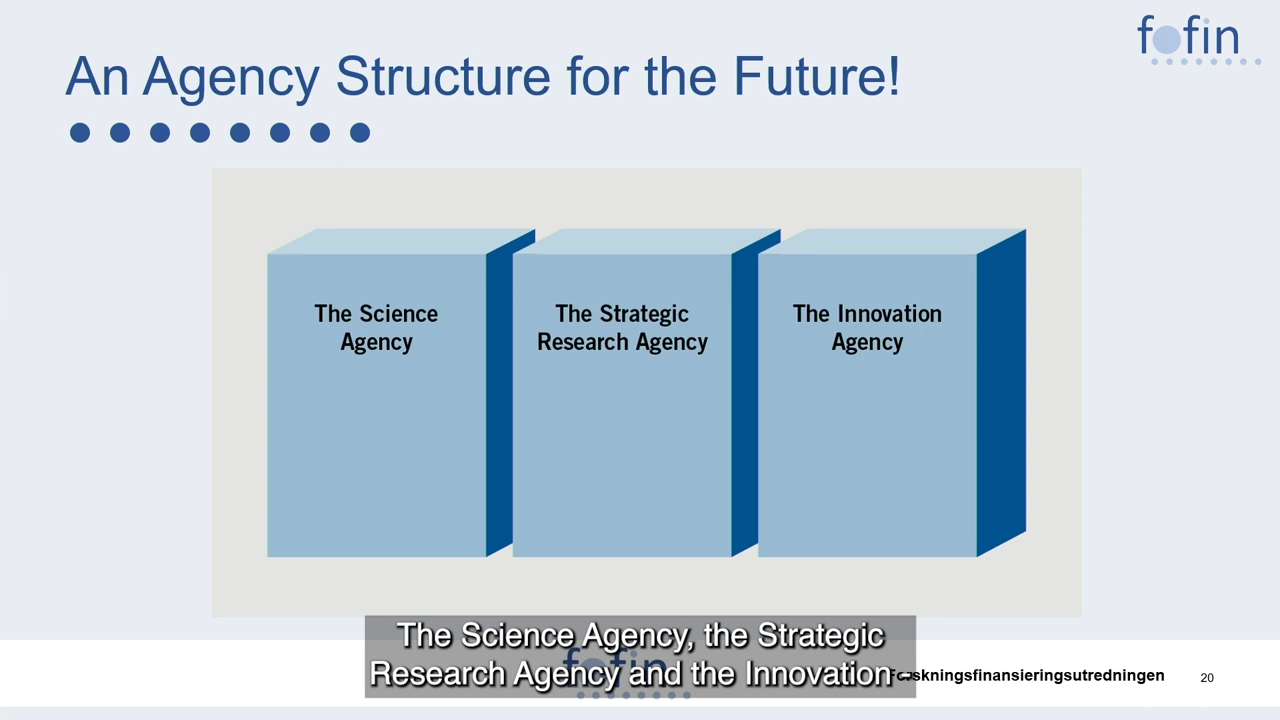 fofin
An Agency Structure for the Future!
The Science
Agency
The Strategic
Research Agency
The Innovation
Agency
The Science Agency, the Strategic
Research Agency and the Innovation -
fofin
Forskningsfinansieringsutredningen
20